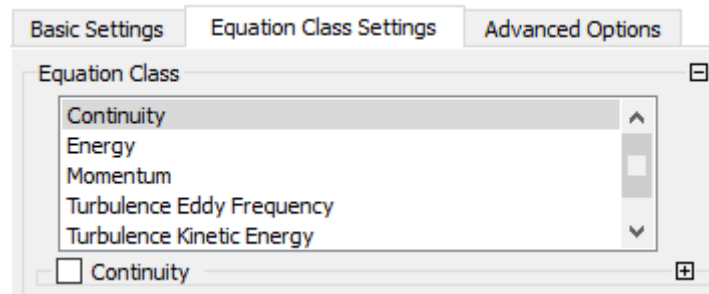 Basic Settings Equation Class Settings Advanced Options
Equation Class
Continuity
Energy
Momentum
Turbulence Eddy Frequency
Turbulence Kinetic Energy
Continuity